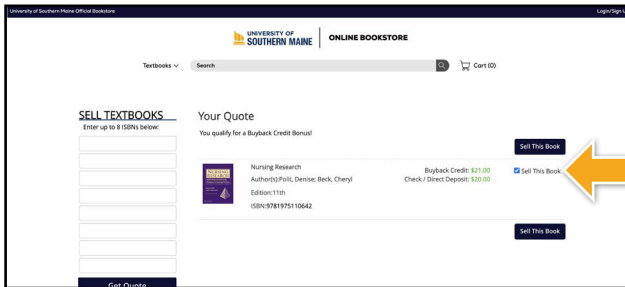 University of Southern Maine Official Bookstore
Login/Sign U
UNIVERSITY OF
SOUTHERN MAINE
ONLINE BOOKSTORE
Textbooks
Search
Cart (0)
SELL TEXTBOOKS
Enter up to 8 ISBNs below:
Get Quote
Your Quote
You qualify for a Buyback Credit Bonus!
Sell This Book
NURSING
RESEARCH
Nursing Research
Author(s):Polit, Denise; Beck, Cheryl
Edition:11th
ISBN:9781975110642
Buyback Credit: $21.00
Check / Direct Deposit: $20.00
Sell This Book
Sell This Book